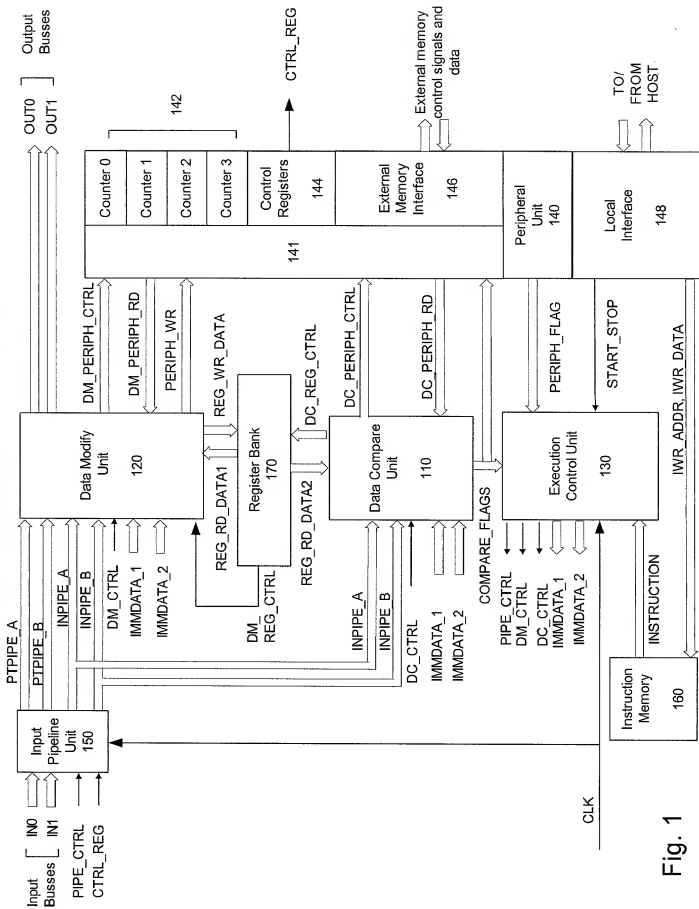 Input
Busses
IN0
IN1
PIPE_CTRL
CTRL_REG
Input
Pipeline
Unit
150
PTPIPE_A
PTPIPE_B
INPIPE_A
INPIPE_B
DM_CTRL
IMMDATA_1
IMMDATA_2
Data Modify
Unit
120
OUT0
OUT1
Output
Busses
DM_PERIPH_CTRL
DM_PERIPH_RD
PERIPH_WR
REG_WR_DATA
REG_RD_DATA1
Register Bank
170
DM_
REG_CTRL
REG_RD_DATA2
DC_REG_CTRL
Counter 0
Counter 1
Counter 2
Counter 3
142
Control
Registers
144
CTRL_REG
141
External
Memory
Interface
146
External memory
control signals and
data
INPIPE_A
INPIPE_B
DC_CTRL
IMMDATA_1
IMMDATA_2
Data Compare
Unit
110
DC_PERIPH_CTRL
DC_PERIPH_RD
COMPARE_FLAGS
Peripheral
Unit
140
PERIPH_FLAG
PIPE_CTRL
DM_CTRL
DC_CTRL
IMMDATA_1
IMMDATA_2
Execution
Control Unit
130
START_STOP
Local
Interface
148
TO/
FROM
HOST
INSTRUCTION
Instruction
Memory
160
IWR_ADDR, IWR_DATA
CLK
Fig. 1